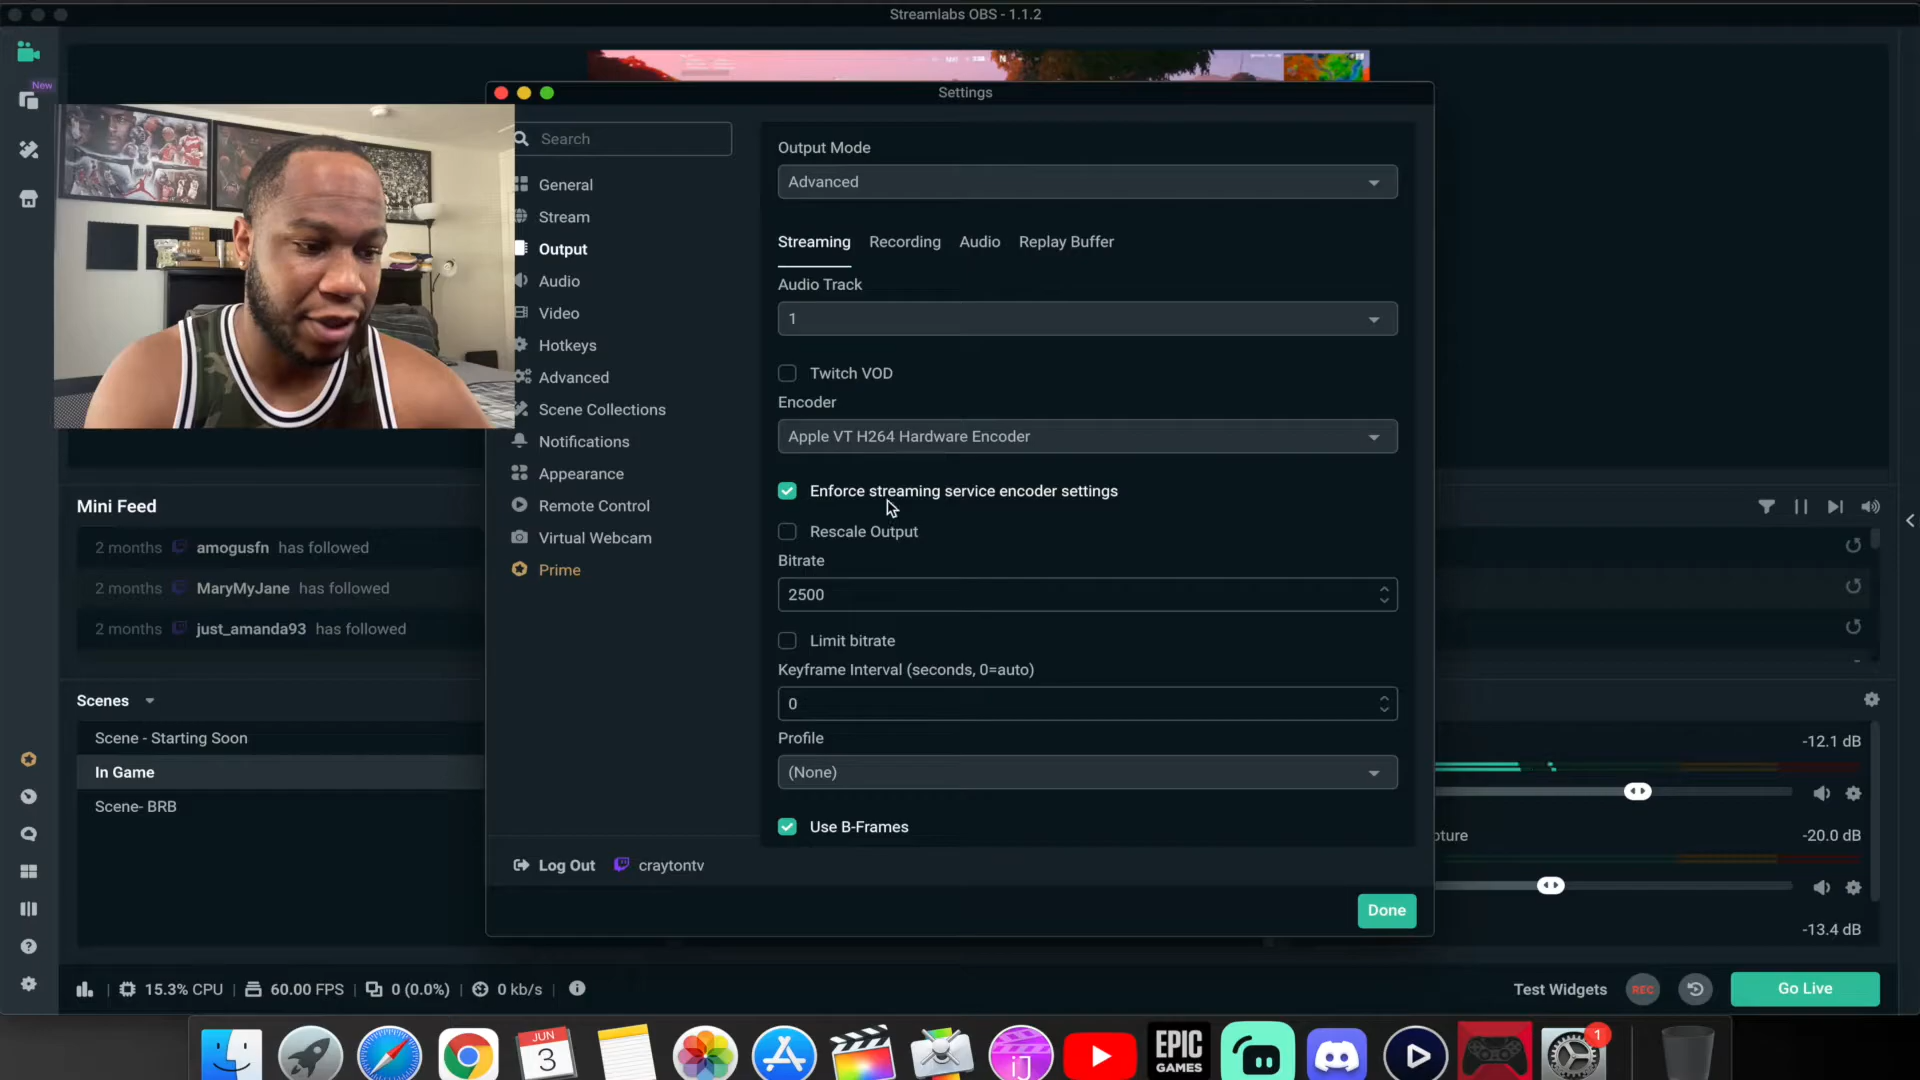 Streamlabs OBS - 1.1.2
New
Settings
Search
General
Stream
Output
Audio
Video
Hotkeys
Advanced
Scene Collections
Notifications
Appearance
Remote Control
Virtual Webcam
Prime
Log Out craytontv
Output Mode
Advanced
Streaming Recording Audio Replay Buffer
Audio Track
1
Twitch VOD
Encoder
Apple VT H264 Hardware Encoder
Enforce streaming service encoder settings
Rescale Output
Bitrate
2500
Limit bitrate
Keyframe Interval (seconds, 0=auto)
0
Profile
(None)
Use B-Frames
Done
Mini Feed
2 months amogusfn has followed
2 months MaryMyJane has followed
2 months just_amanda93 has followed
Scenes
Scene - Starting Soon
In Game
Scene- BRB
-12.1 dB
pture -20.0 dB
-13.4 dB
15.3% CPU 60.00 FPS 0 (0.0%) 0 kb/s
Test Widgets REC Go Live
JUN
3
iJ
EPIC
GAMES
1